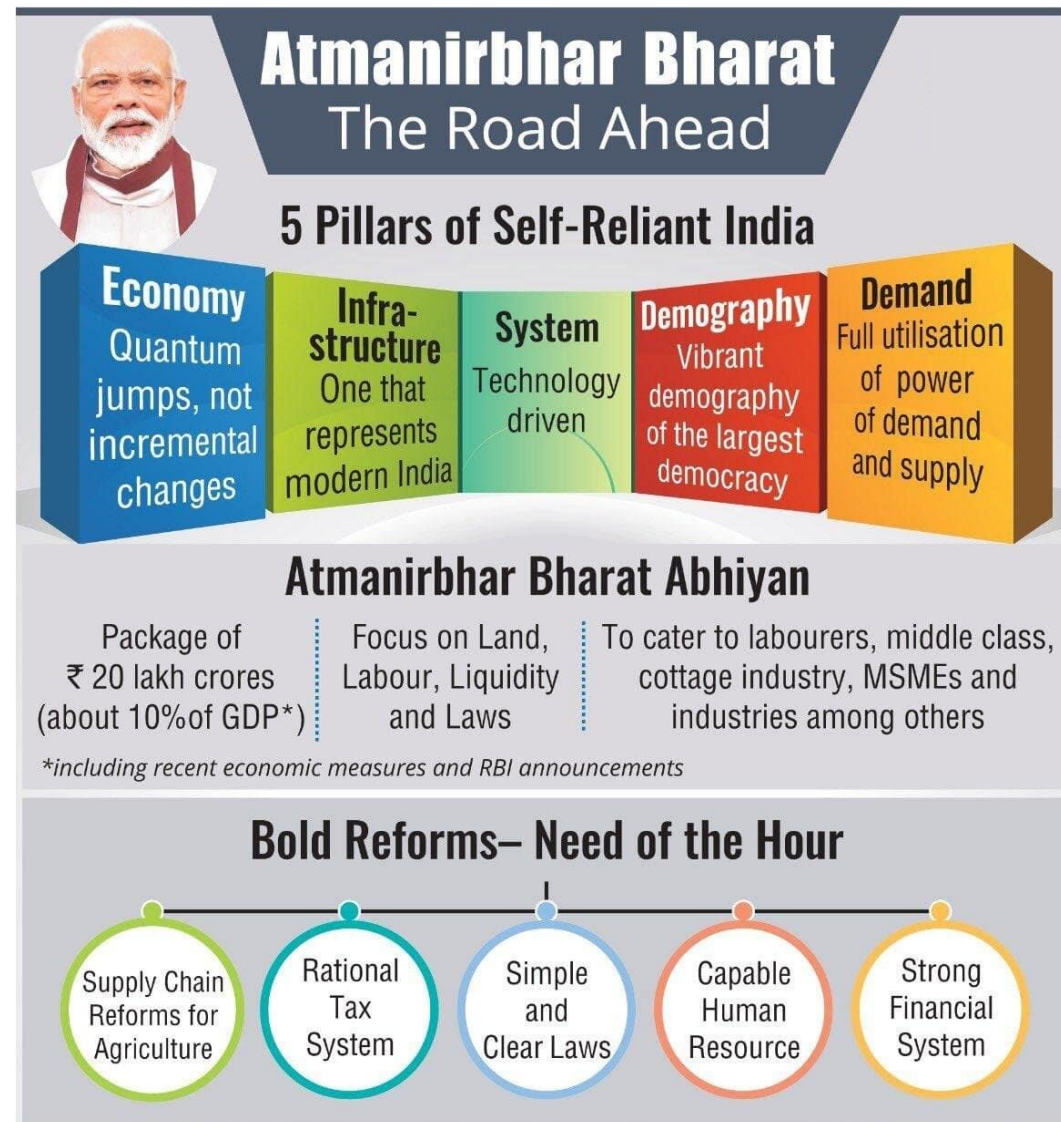 Atmanirbhar Bharat
The Road Ahead
5 Pillars of Self-Reliant India
Economy
Quantum
jumps, not
incremental
changes
Infra-
structure
One that
represents
modern India
System
Technology
driven
Demography
Vibrant
demography
of the largest
democracy
Demand
Full utilisation
of power
of demand
and supply
Atmanirbhar Bharat Abhiyan
Package of
₹ 20 lakh crores
(about 10%of GDP*)
Focus on Land,
Labour, Liquidity
and Laws
To cater to labourers, middle class,
cottage industry, MSMEs and
industries among others
*including recent economic measures and RBI announcements
Bold Reforms– Need of the Hour
Supply Chain
Reforms for
Agriculture
Rational
Tax
System
Simple
and
Clear Laws
Capable
Human
Resource
Strong
Financial
System